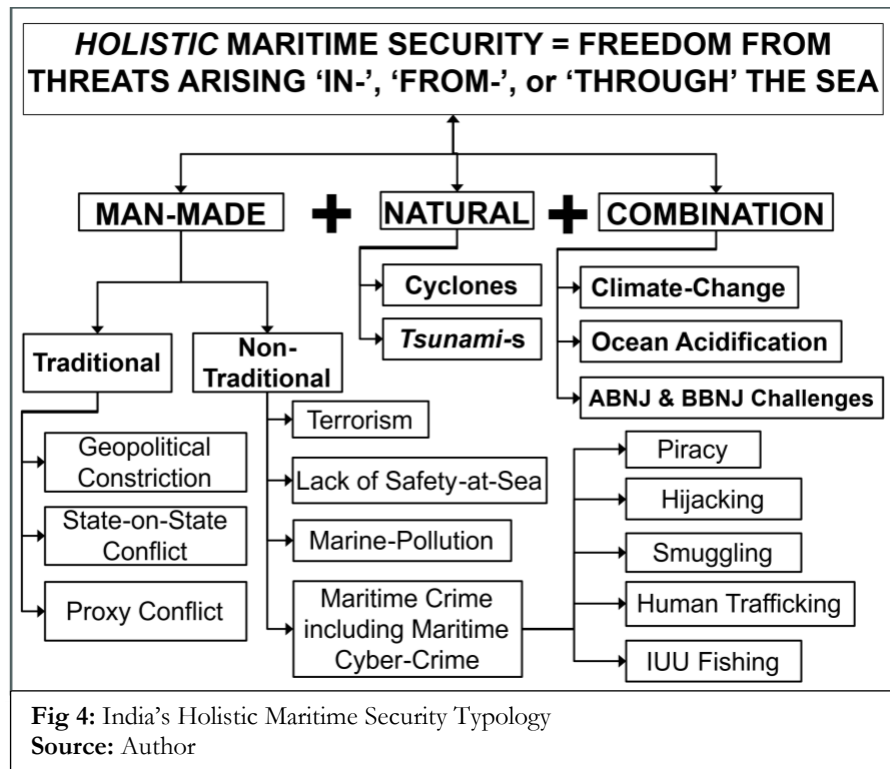 HOLISTIC MARITIME SECURITY = FREEDOM FROM
THREATS ARISING ‘IN-’, ‘FROM-’, or ‘THROUGH’ THE SEA
MAN-MADE + NATURAL + COMBINATION
Traditional
Geopolitical
Constriction
State-on-State
Conflict
Proxy Conflict
Non-
Traditional
Terrorism
Lack of Safety-at-Sea
Marine-Pollution
Maritime Crime
including Maritime
Cyber-Crime
Piracy
Hijacking
Smuggling
Human Trafficking
IUU Fishing
Cyclones
Tsunami-s
Climate-Change
Ocean Acidification
ABNJ & BBNJ Challenges
Fig 4: India’s Holistic Maritime Security Typology
Source: Author